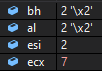 bh 2 '\x2'
al 2 '\x2'
esi 2
ecx 7